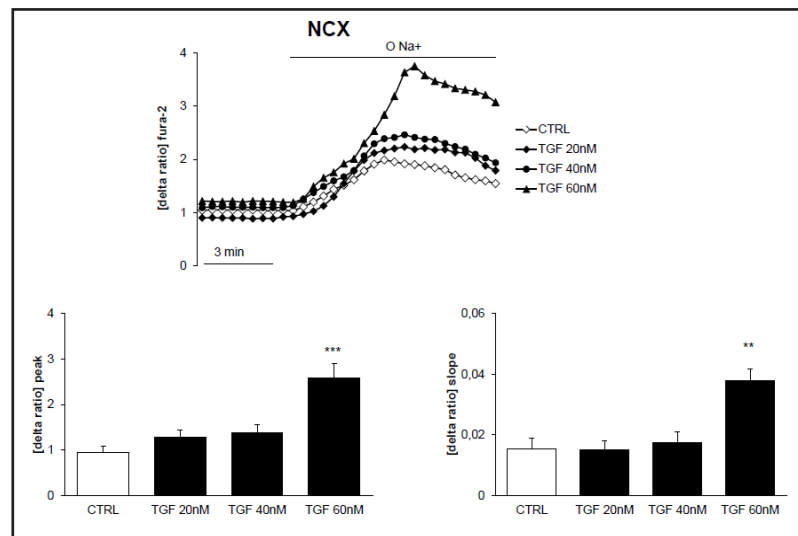 NCX
O Na+
4
3
2
1
0
[delta ratio] fura-2
3 min
CTRL
TGF 20nM
TGF 40nM
TGF 60nM
4
3
2
1
0
[delta ratio] peak
***
CTRL
TGF 20nM
TGF 40nM
TGF 60nM
0,06
0,04
0,02
0
[delta ratio] slope
**
CTRL
TGF 20nM
TGF 40nM
TGF 60nM